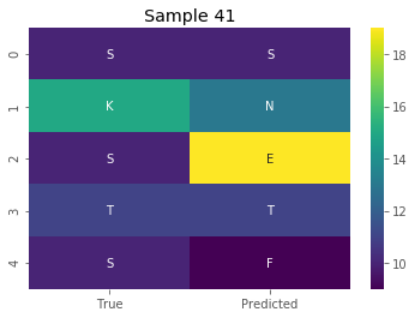 Sample 41
0 S S 18
1 K N 16
2 S E 14
3 T T 12
4 S F 10
True Predicted